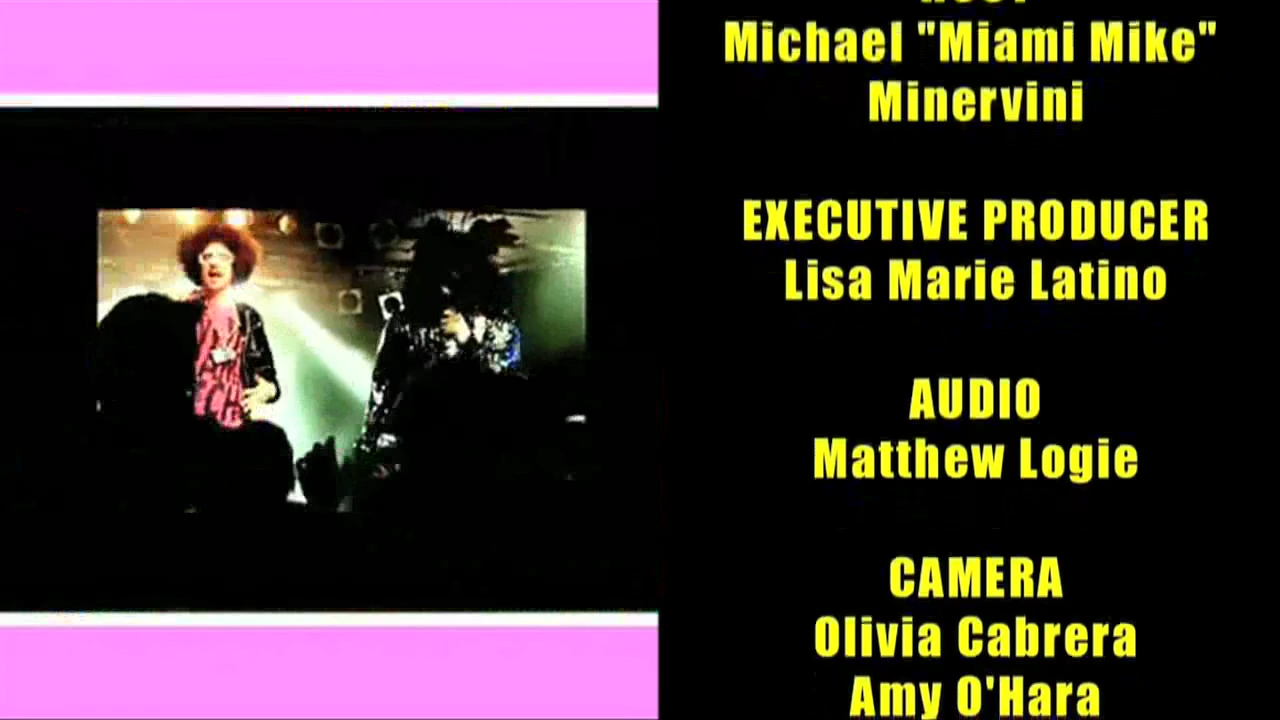 Michael "Miami Mike"
Minervini
EXECUTIVE PRODUCER
Lisa Marie Latino
AUDIO
Matthew Logie
CAMERA
Olivia Cabrera
Amy O'Hara